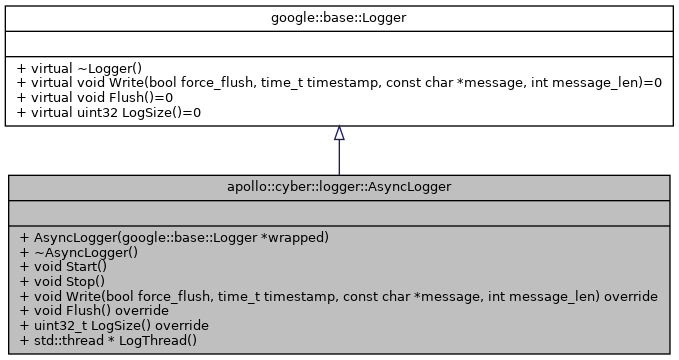 google::base::Logger
+ virtual ~Logger()
+ virtual void Write(bool force_flush, time_t timestamp, const char *message, int message_len)=0
+ virtual void Flush()=0
+ virtual uint32 LogSize()=0
apollo::cyber::logger::AsyncLogger
+ AsyncLogger(google::base::Logger *wrapped)
+ ~AsyncLogger()
+ void Start()
+ void Stop()
+ void Write(bool force_flush, time_t timestamp, const char *message, int message_len) override
+ void Flush() override
+ uint32_t LogSize() override
+ std::thread * LogThread()